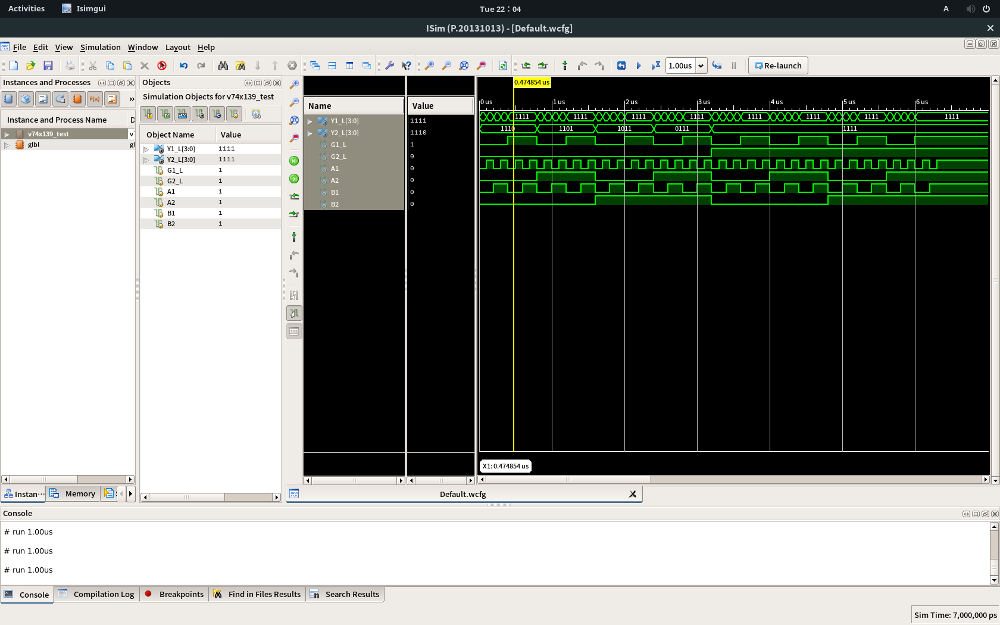 Activities Isimgui Tue 22:04 A
ISim (P.20131013) - [Default.wcfg]
File Edit View Simulation Window Layout Help
1.00us Re-launch
Instances and Processes
Instance and Process Name D
v74x139_test v
glbl gl
Instan… Memory
Objects
Simulation Objects for v74x139_test
Object Name Value
Y1_L[3:0] 1111
Y2_L[3:0] 1111
G1_L 1
G2_L 1
A1 1
A2 1
B1 1
B2 1
Name Value
Y1_L[3:0] 1111
Y2_L[3:0] 1110
G1_L 1
G2_L 0
A1 0
A2 0
B1 0
B2 0
0.474854 us
0 us 1 us 2 us 3 us 4 us 5 us 6 us
1111 1111 1111 1111 1111 1111 1111 1111
1110 1101 1011 0111 1111
X1: 0.474854 us
Default.wcfg
Console
# run 1.00us
# run 1.00us
# run 1.00us
Console Compilation Log Breakpoints Find in Files Results Search Results
Sim Time: 7,000,000 ps